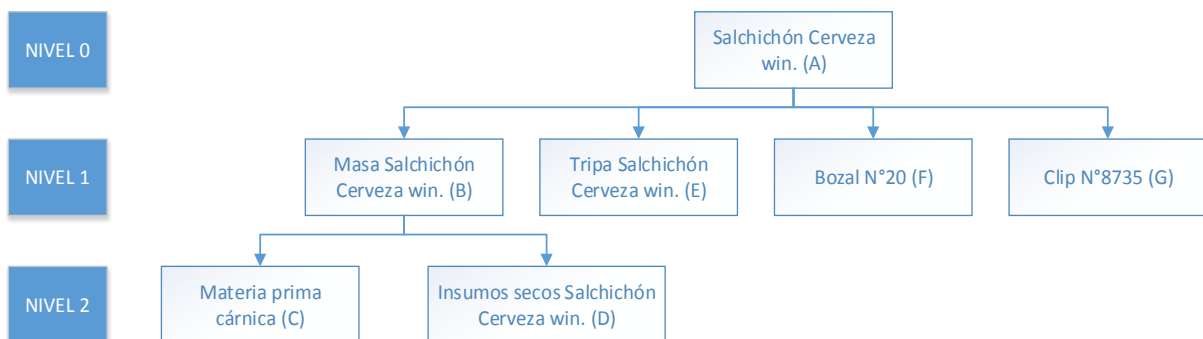 NIVEL 0
Salchichón Cerveza
win. (A)
NIVEL 1
Masa Salchichón
Cerveza win. (B)
Tripa Salchichón
Cerveza win. (E)
Bozal N°20 (F)
Clip N°8735 (G)
NIVEL 2
Materia prima
cárnica (C)
Insumos secos Salchichón
Cerveza win. (D)